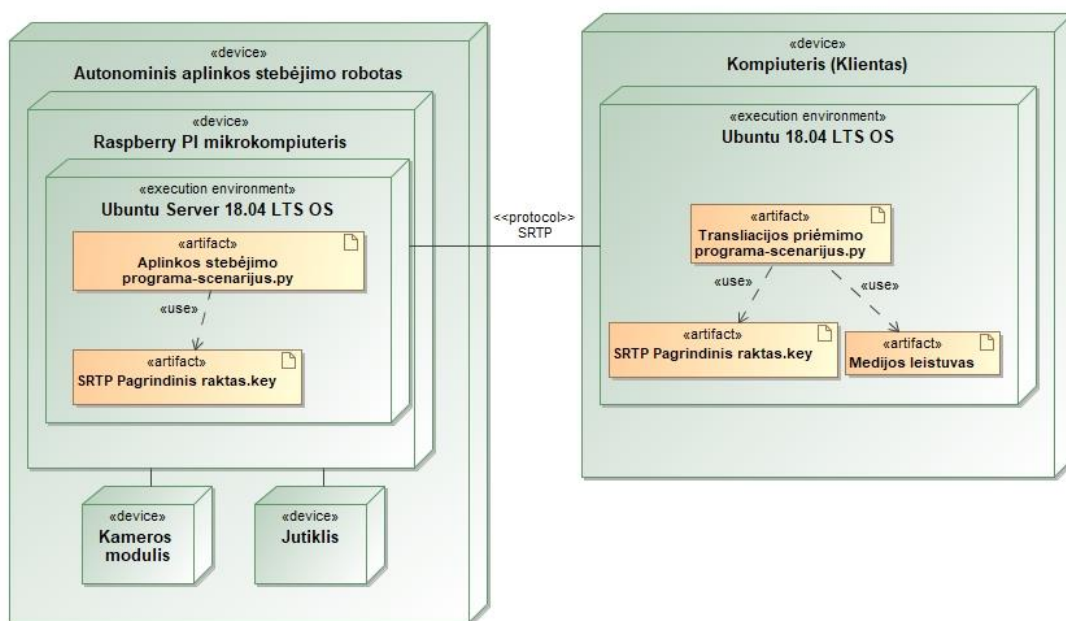 «device»
Autonominis aplinkos stebėjimo robotas
«device»
Raspberry PI mikrokompiuteris
«execution environment»
Ubuntu Server 18.04 LTS OS
«artifact»
Aplinkos stebėjimo
programa-scenarijus.py
«use»
«artifact»
SRTP Pagrindinis raktas.key
«device»
Kameros
modulis
«device»
Jutiklis
<<protocol>>
SRTP
«device»
Kompiuteris (Klientas)
«execution environment»
Ubuntu 18.04 LTS OS
«artifact»
Transliacijos priėmimo
programa-scenarijus.py
«use»
«use»
«artifact»
SRTP Pagrindinis raktas.key
«artifact»
Medijos leistuvas